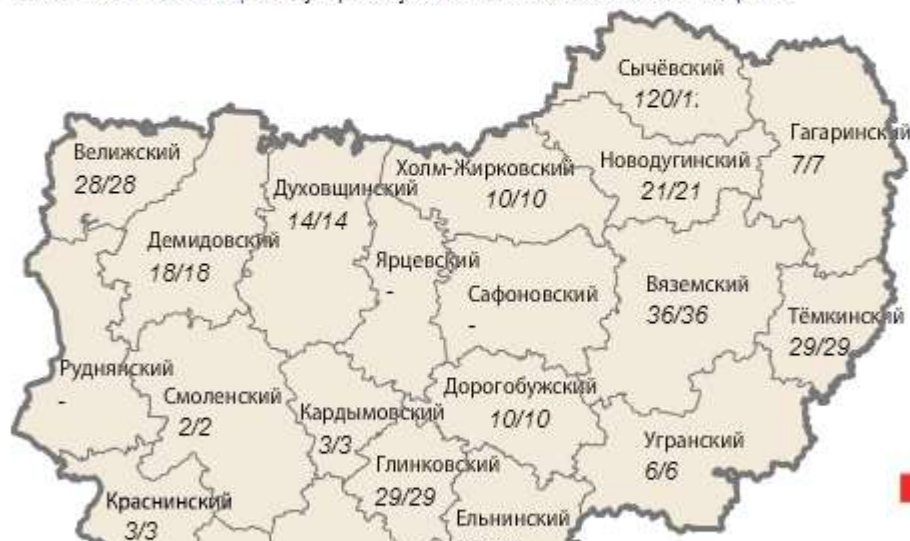 Сычёвский
120/1.
Гагаринский
7/7
Велижский
28/28
Холм-Жирковский
10/10
Новодугинский
21/21
Духовщинский
14/14
Демидовский
18/18
Ярцевский
-
Сафоновский
-
Вяземский
36/36
Тёмкинский
29/29
Руднянский
-
Смоленский
2/2
Кардымовский
3/3
Дорогобужский
10/10
Угранский
6/6
Глинковский
29/29
Краснинский
3/3
Ельнинский